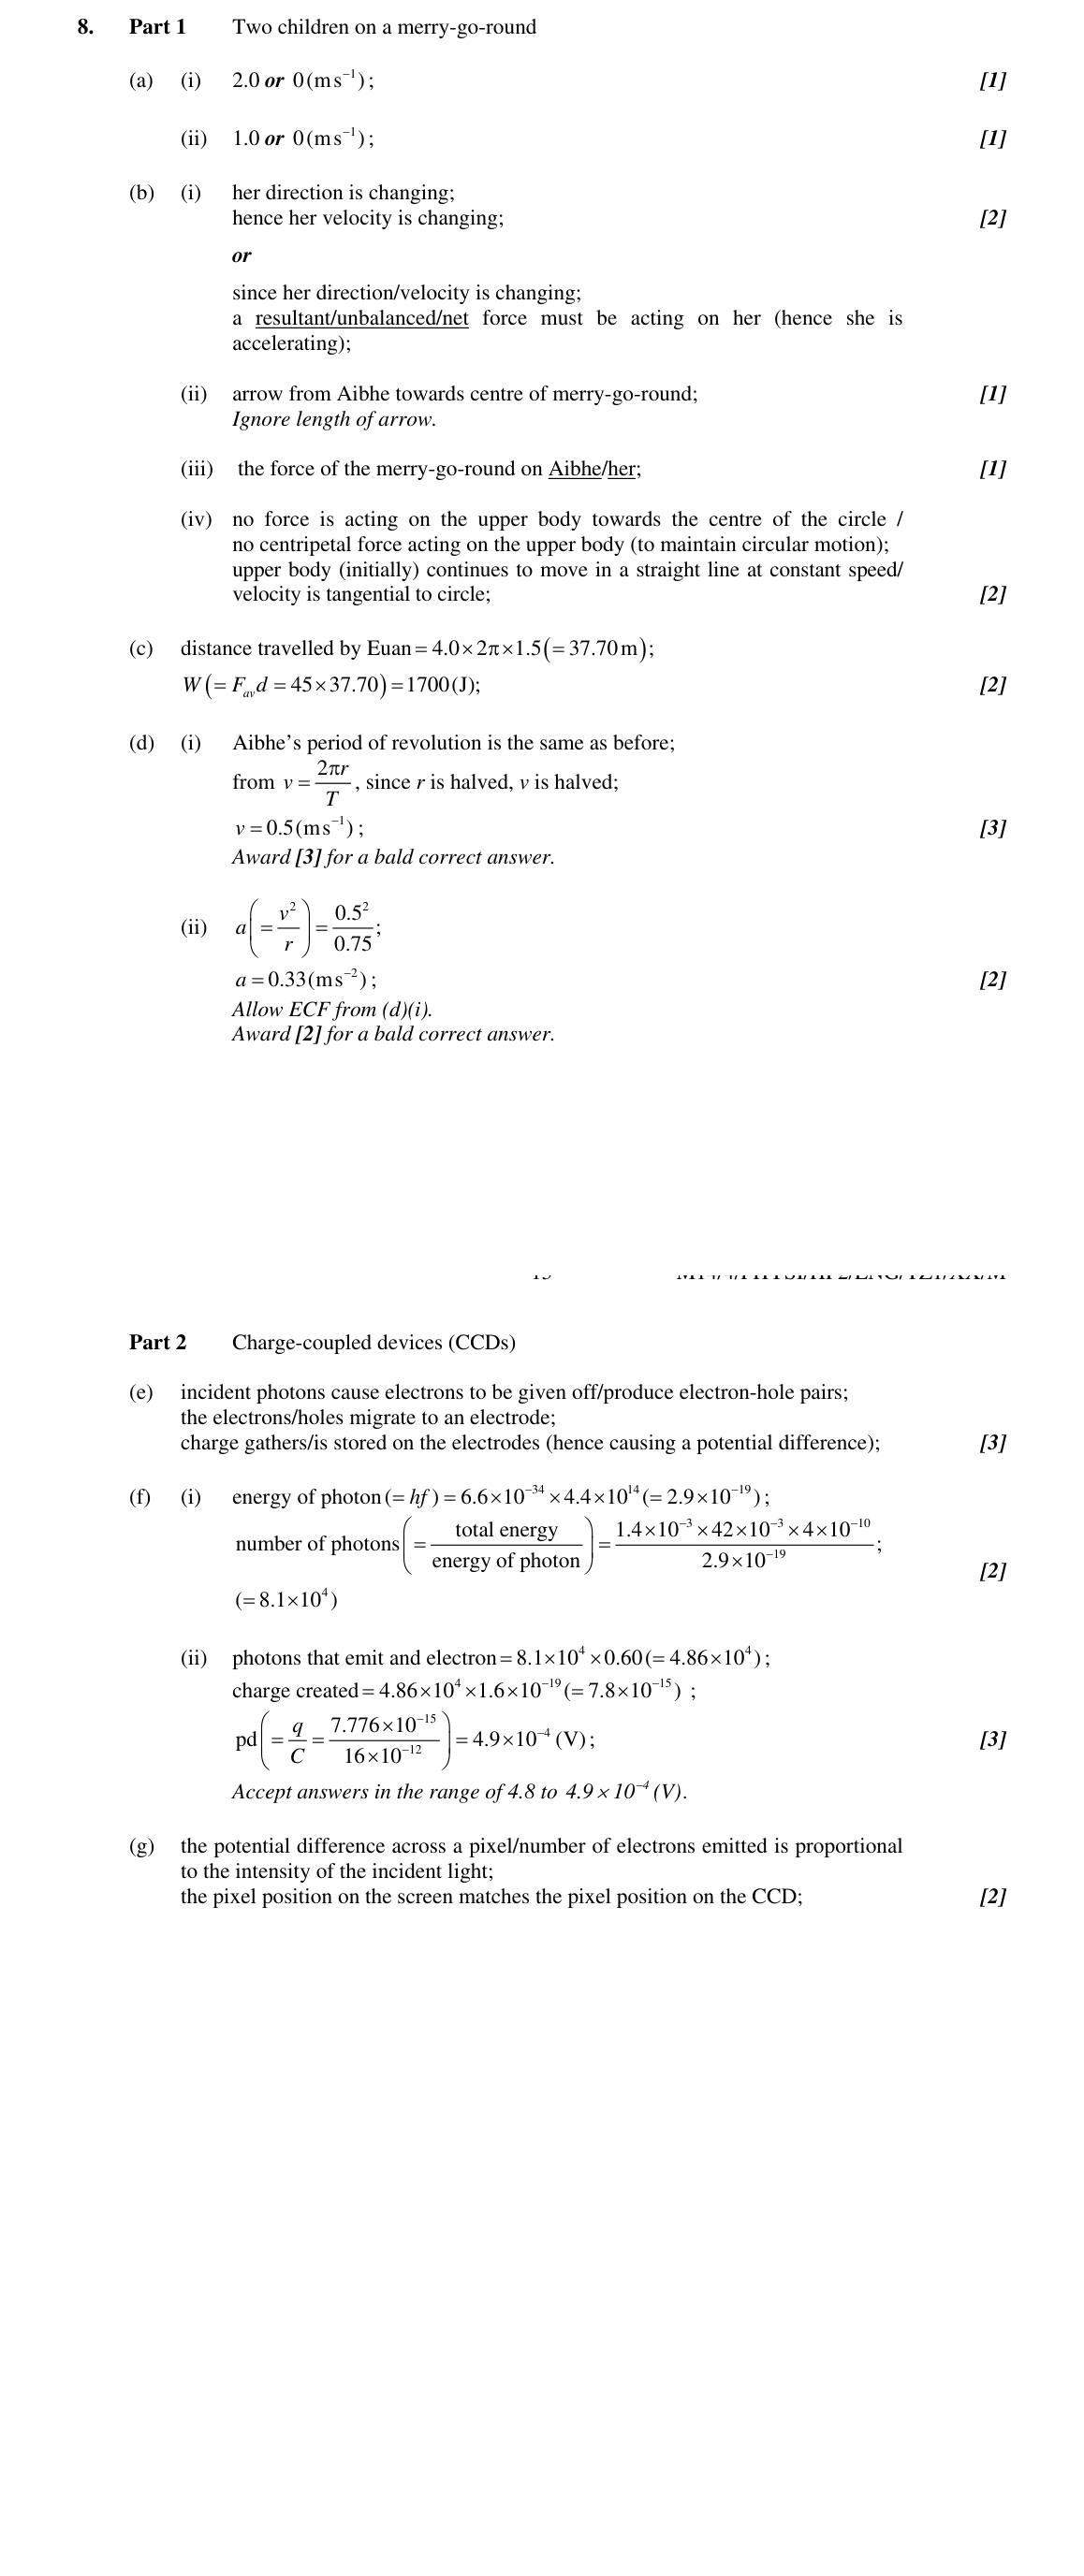 8. Part 1 Two children on a merry-go-round
(a) (i) 2.0 or 0 (m s⁻¹) ; [1]
(ii) 1.0 or 0 (m s⁻¹) ; [1]
(b) (i) her direction is changing;
hence her velocity is changing; [2]
or
since her direction/velocity is changing;
a resultant/unbalanced/net force must be acting on her (hence she is
accelerating);
(ii) arrow from Aibhe towards centre of merry-go-round; [1]
Ignore length of arrow.
(iii) the force of the merry-go-round on Aibhe/her; [1]
(iv) no force is acting on the upper body towards the centre of the circle /
no centripetal force acting on the upper body (to maintain circular motion);
upper body (initially) continues to move in a straight line at constant speed/
velocity is tangential to circle; [2]
(c) distance travelled by Euan = 4.0 × 2π × 1.5 (= 37.70 m);
W (= F_av d = 45 × 37.70) = 1700 (J); [2]
(d) (i) Aibhe's period of revolution is the same as before;
from v = 2πr/T , since r is halved, v is halved;
v = 0.5 (m s⁻¹) ; [3]
Award [3] for a bald correct answer.
(ii) a (= v²/r) = 0.5²/0.75 ;
a = 0.33 (m s⁻²) ; [2]
Allow ECF from (d)(i).
Award [2] for a bald correct answer.
Part 2 Charge-coupled devices (CCDs)
(e) incident photons cause electrons to be given off/produce electron-hole pairs;
the electrons/holes migrate to an electrode;
charge gathers/is stored on the electrodes (hence causing a potential difference); [3]
(f) (i) energy of photon (= hf) = 6.6×10⁻³⁴ × 4.4×10¹⁴ (= 2.9×10⁻¹⁹) ;
number of photons (= total energy/energy of photon) = 1.4×10⁻³ × 42×10⁻³ × 4×10⁻¹⁰/2.9×10⁻¹⁹ ;
[2]
(= 8.1×10⁴)
(ii) photons that emit and electron = 8.1×10⁴ × 0.60 (= 4.86×10⁴) ;
charge created = 4.86×10⁴ × 1.6×10⁻¹⁹ (= 7.8×10⁻¹⁵) ;
pd (= q/C = 7.776×10⁻¹⁵/16×10⁻¹²) = 4.9×10⁻⁴ (V) ; [3]
Accept answers in the range of 4.8 to 4.9 × 10⁻⁴ (V).
(g) the potential difference across a pixel/number of electrons emitted is proportional
to the intensity of the incident light;
the pixel position on the screen matches the pixel position on the CCD; [2]